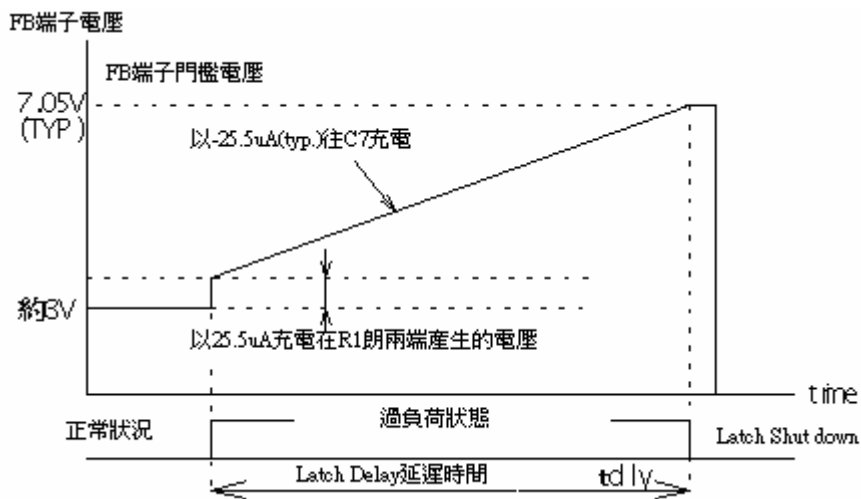 FB端子電壓
FB端子門檻電壓
7.05V
(TYP)
以-25.5uA(typ.)往C7充電
約3V
以25.5uA充電在R1朗兩端產生的電壓
time
正常狀況
過負荷狀態
Latch Shut down
Latch Delay延遲時間
tdly